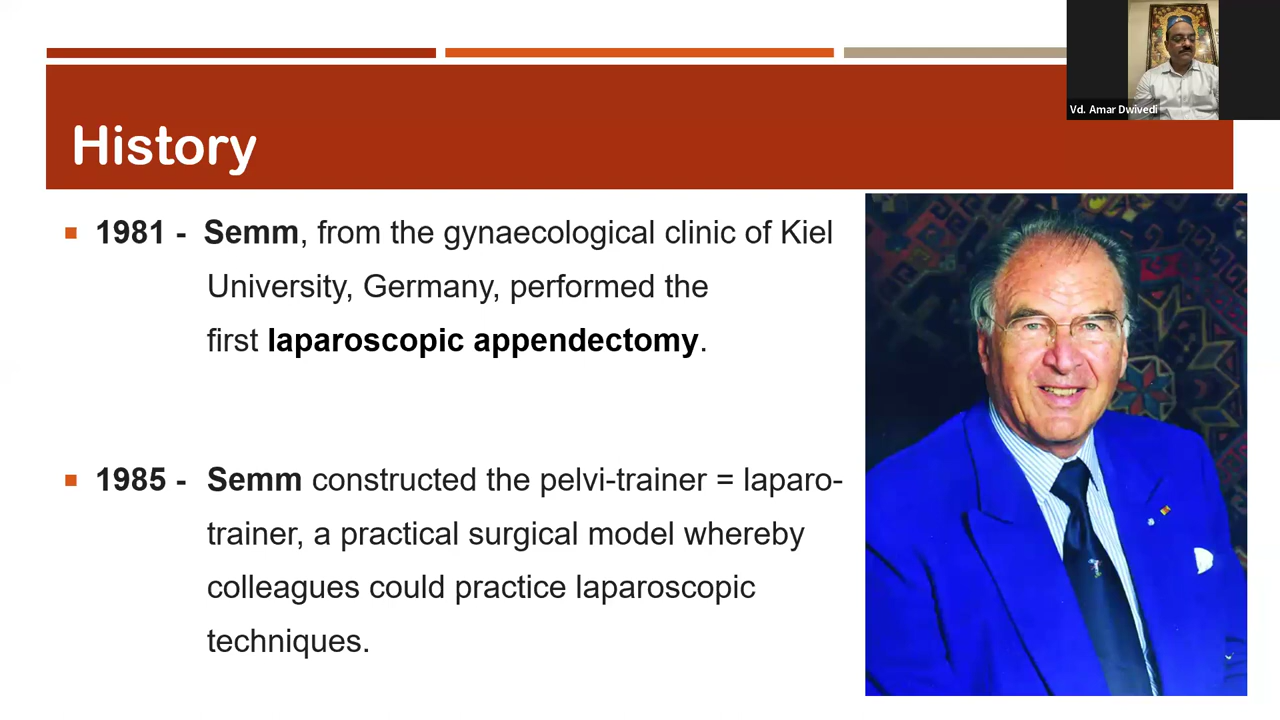 Vd. Amar Dwivedi
History
1981 - Semm, from the gynaecological clinic of Kiel
University, Germany, performed the
first laparoscopic appendectomy.
1985 - Semm constructed the pelvi-trainer = laparo-
trainer, a practical surgical model whereby
colleagues could practice laparoscopic
techniques.